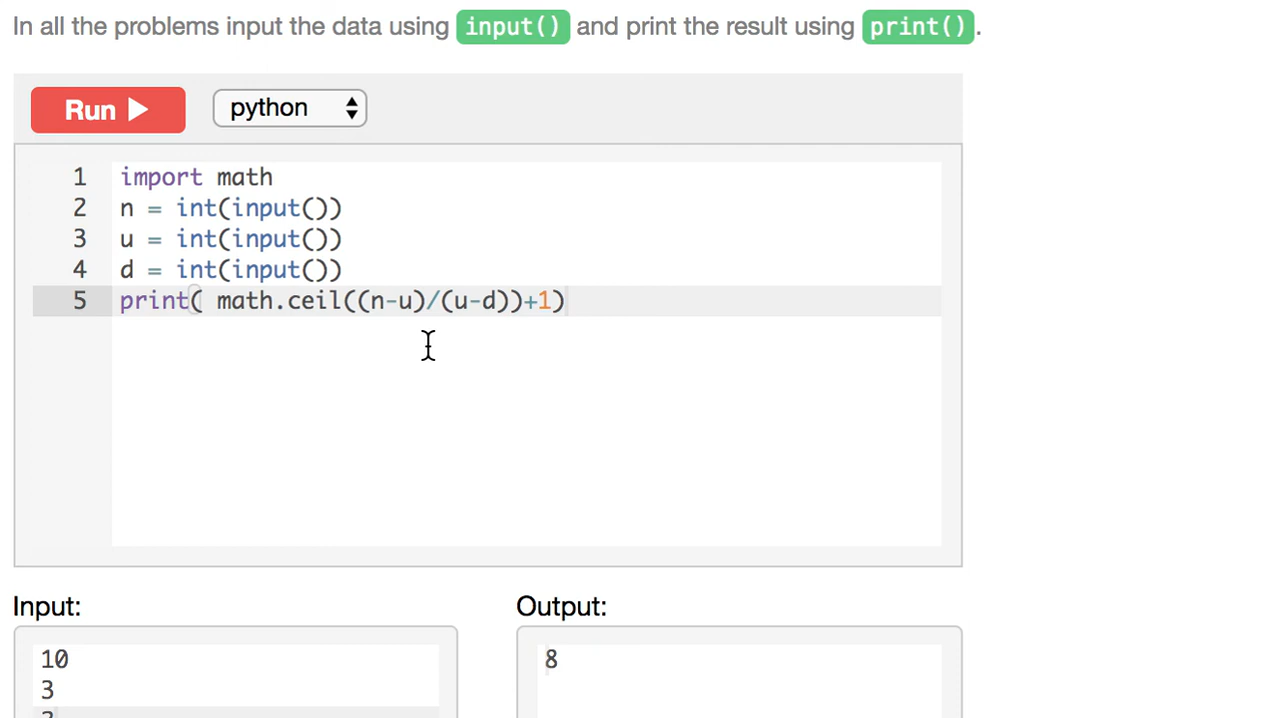 In all the problems input the data using input() and print the result using print().
Run
python
1 import math
2 n = int(input())
3 u = int(input())
4 d = int(input())
5 print( math.ceil((n-u)/(u-d))+1)
Input:
Output:
10
8
3